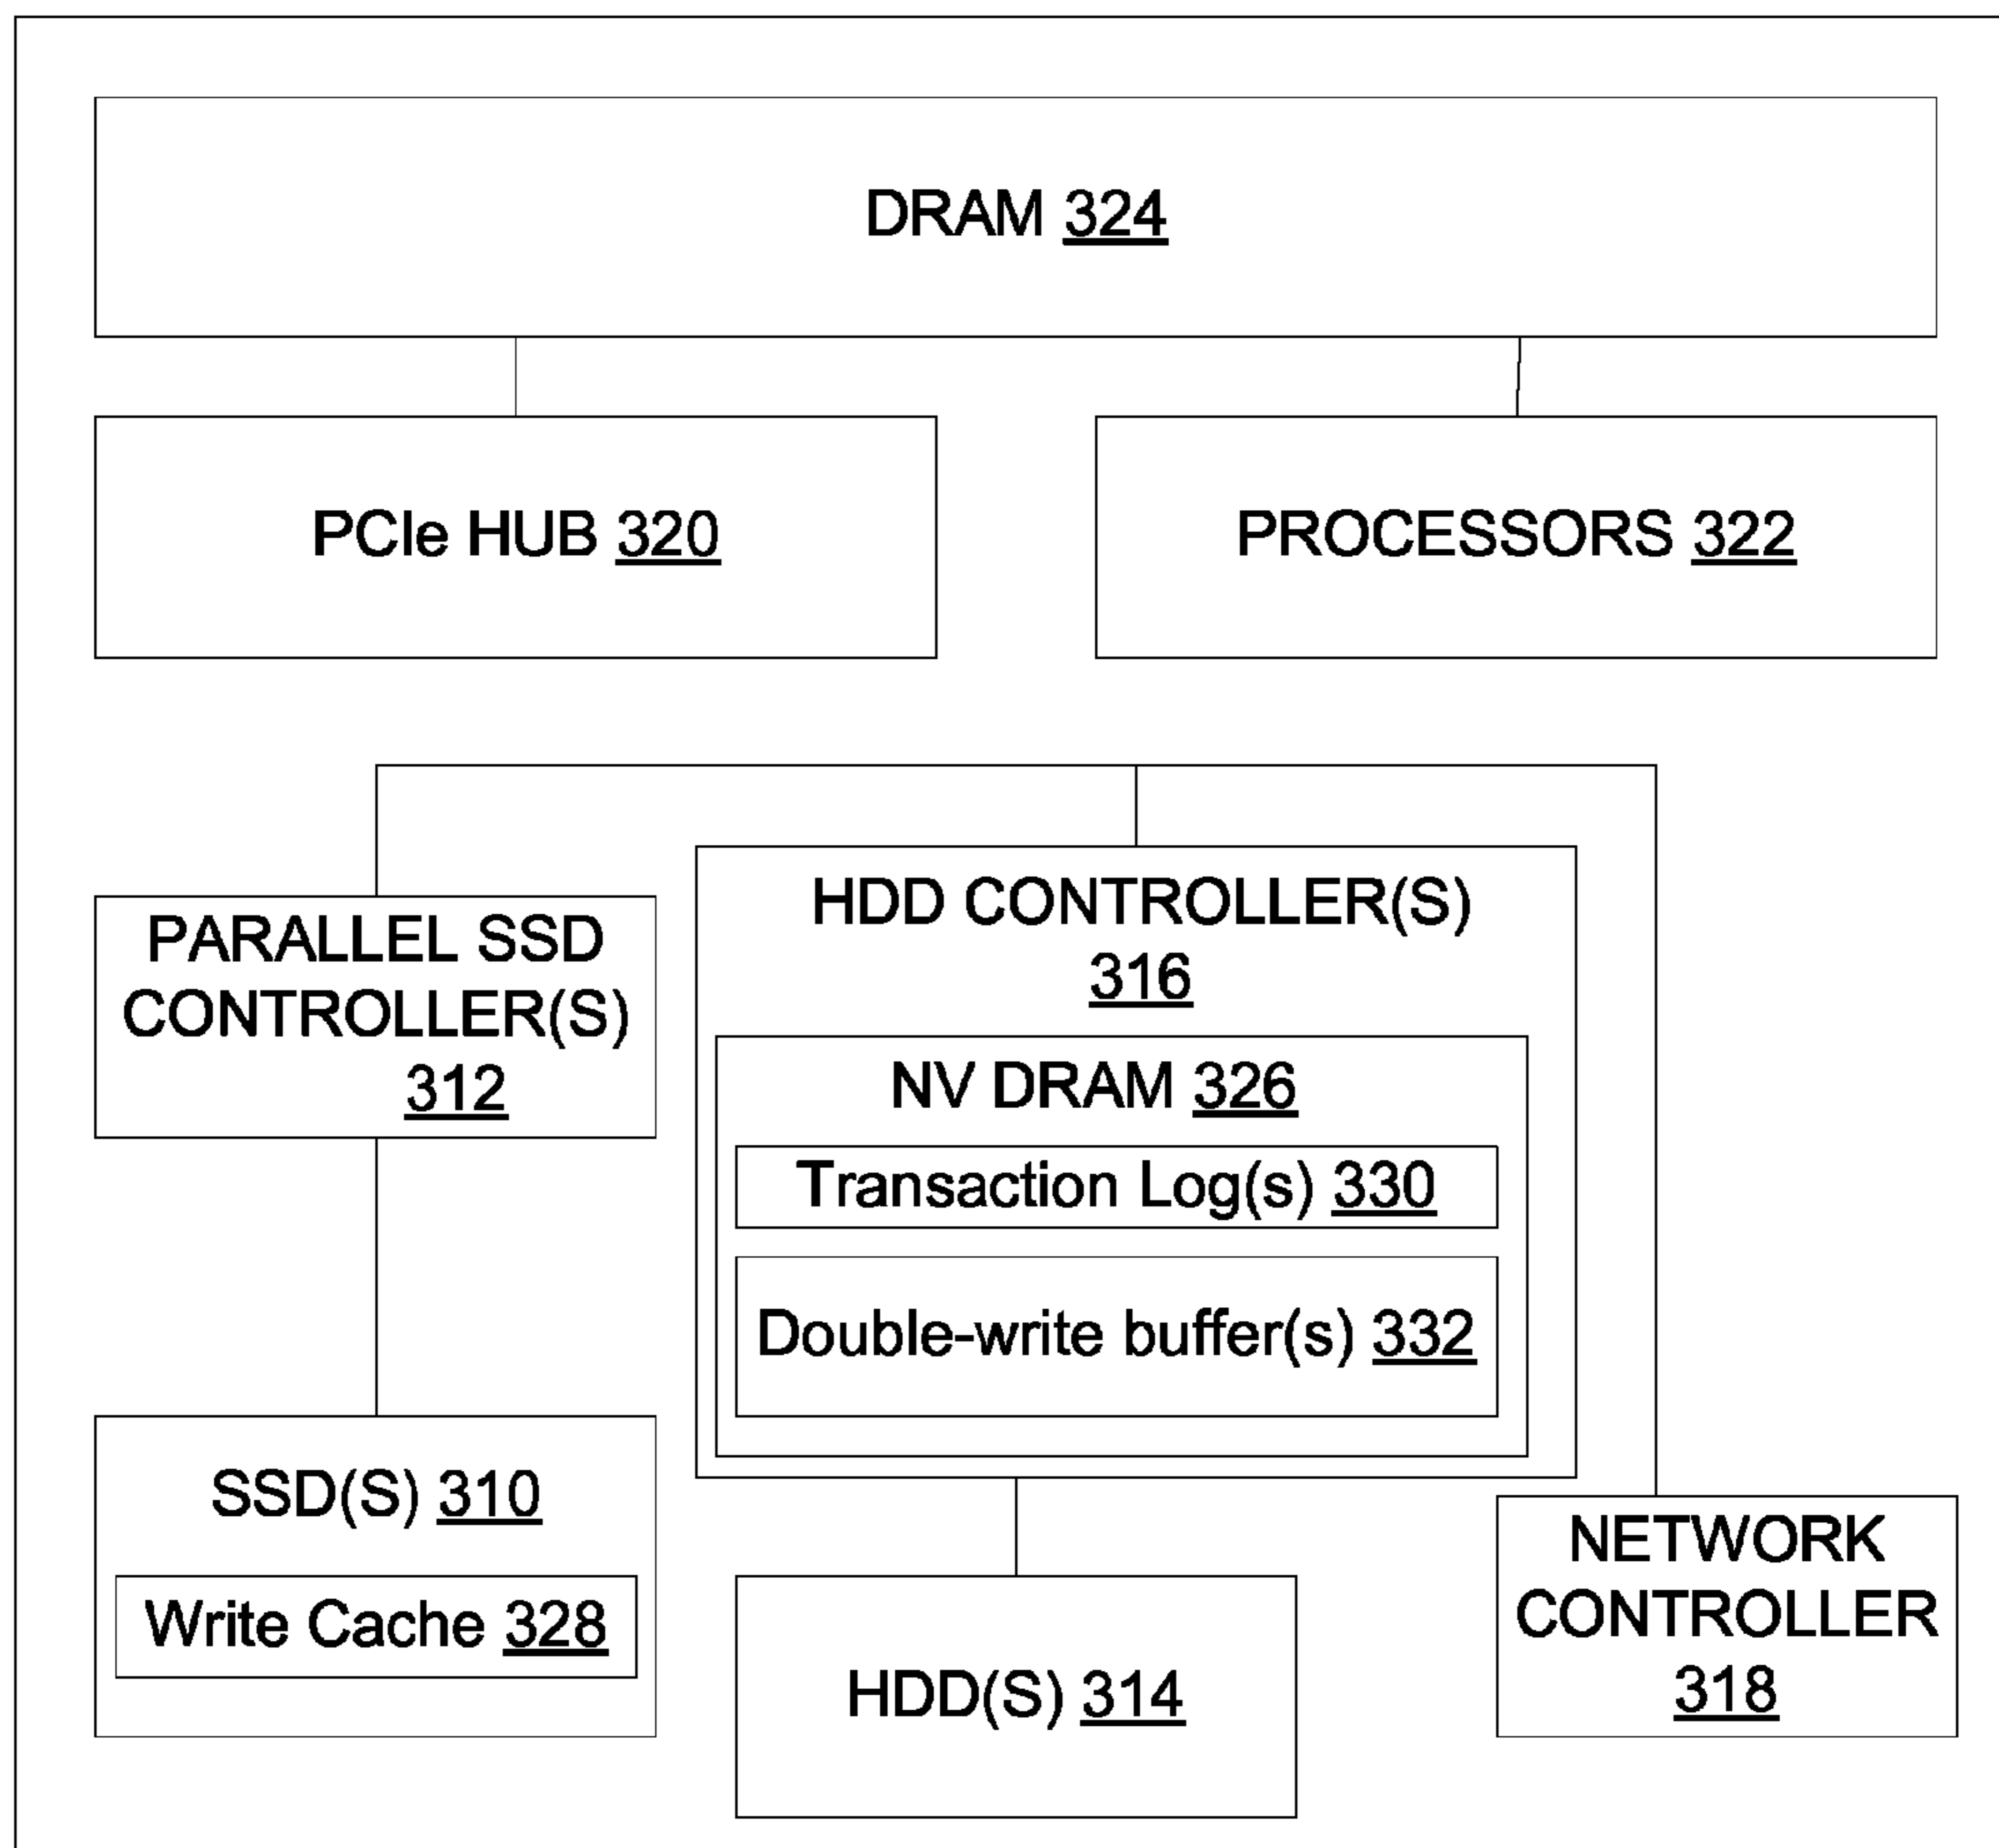 DRAM 324
PCIe HUB 320
PROCESSORS 322
PARALLEL SSD
CONTROLLER(S)
312
HDD CONTROLLER(S)
316
NV DRAM 326
Transaction Log(s) 330
Double-write buffer(s) 332
SSD(S) 310
Write Cache 328
HDD(S) 314
NETWORK
CONTROLLER
318